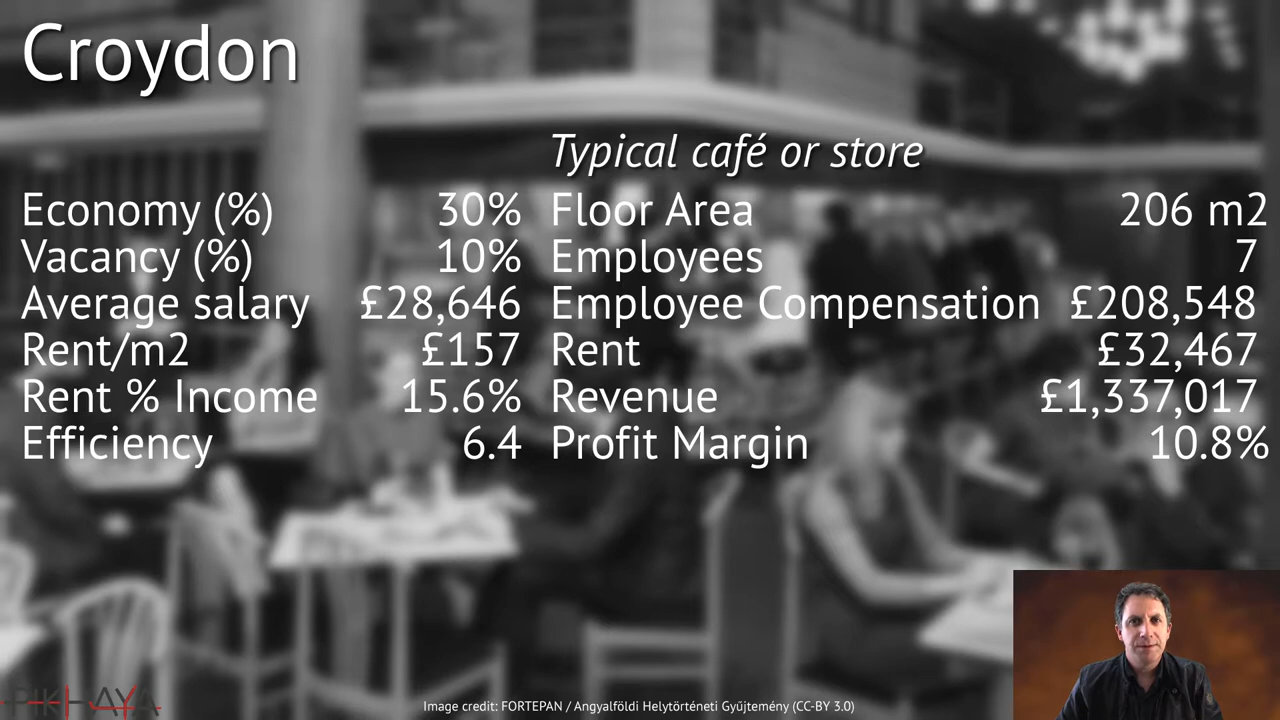 Croydon
Typical café or store
Economy (%) 30% Floor Area 206 m2
Vacancy (%) 10% Employees 7
Average salary £28,646 Employee Compensation £208,548
Rent/m2 £157 Rent £32,467
Rent % Income 15.6% Revenue £1,337,017
Efficiency 6.4 Profit Margin 10.8%
PIKHAYA
Image credit: FORTEPAN / Angyalföldi Helytörténeti Gyűjtemény (CC-BY 3.0)